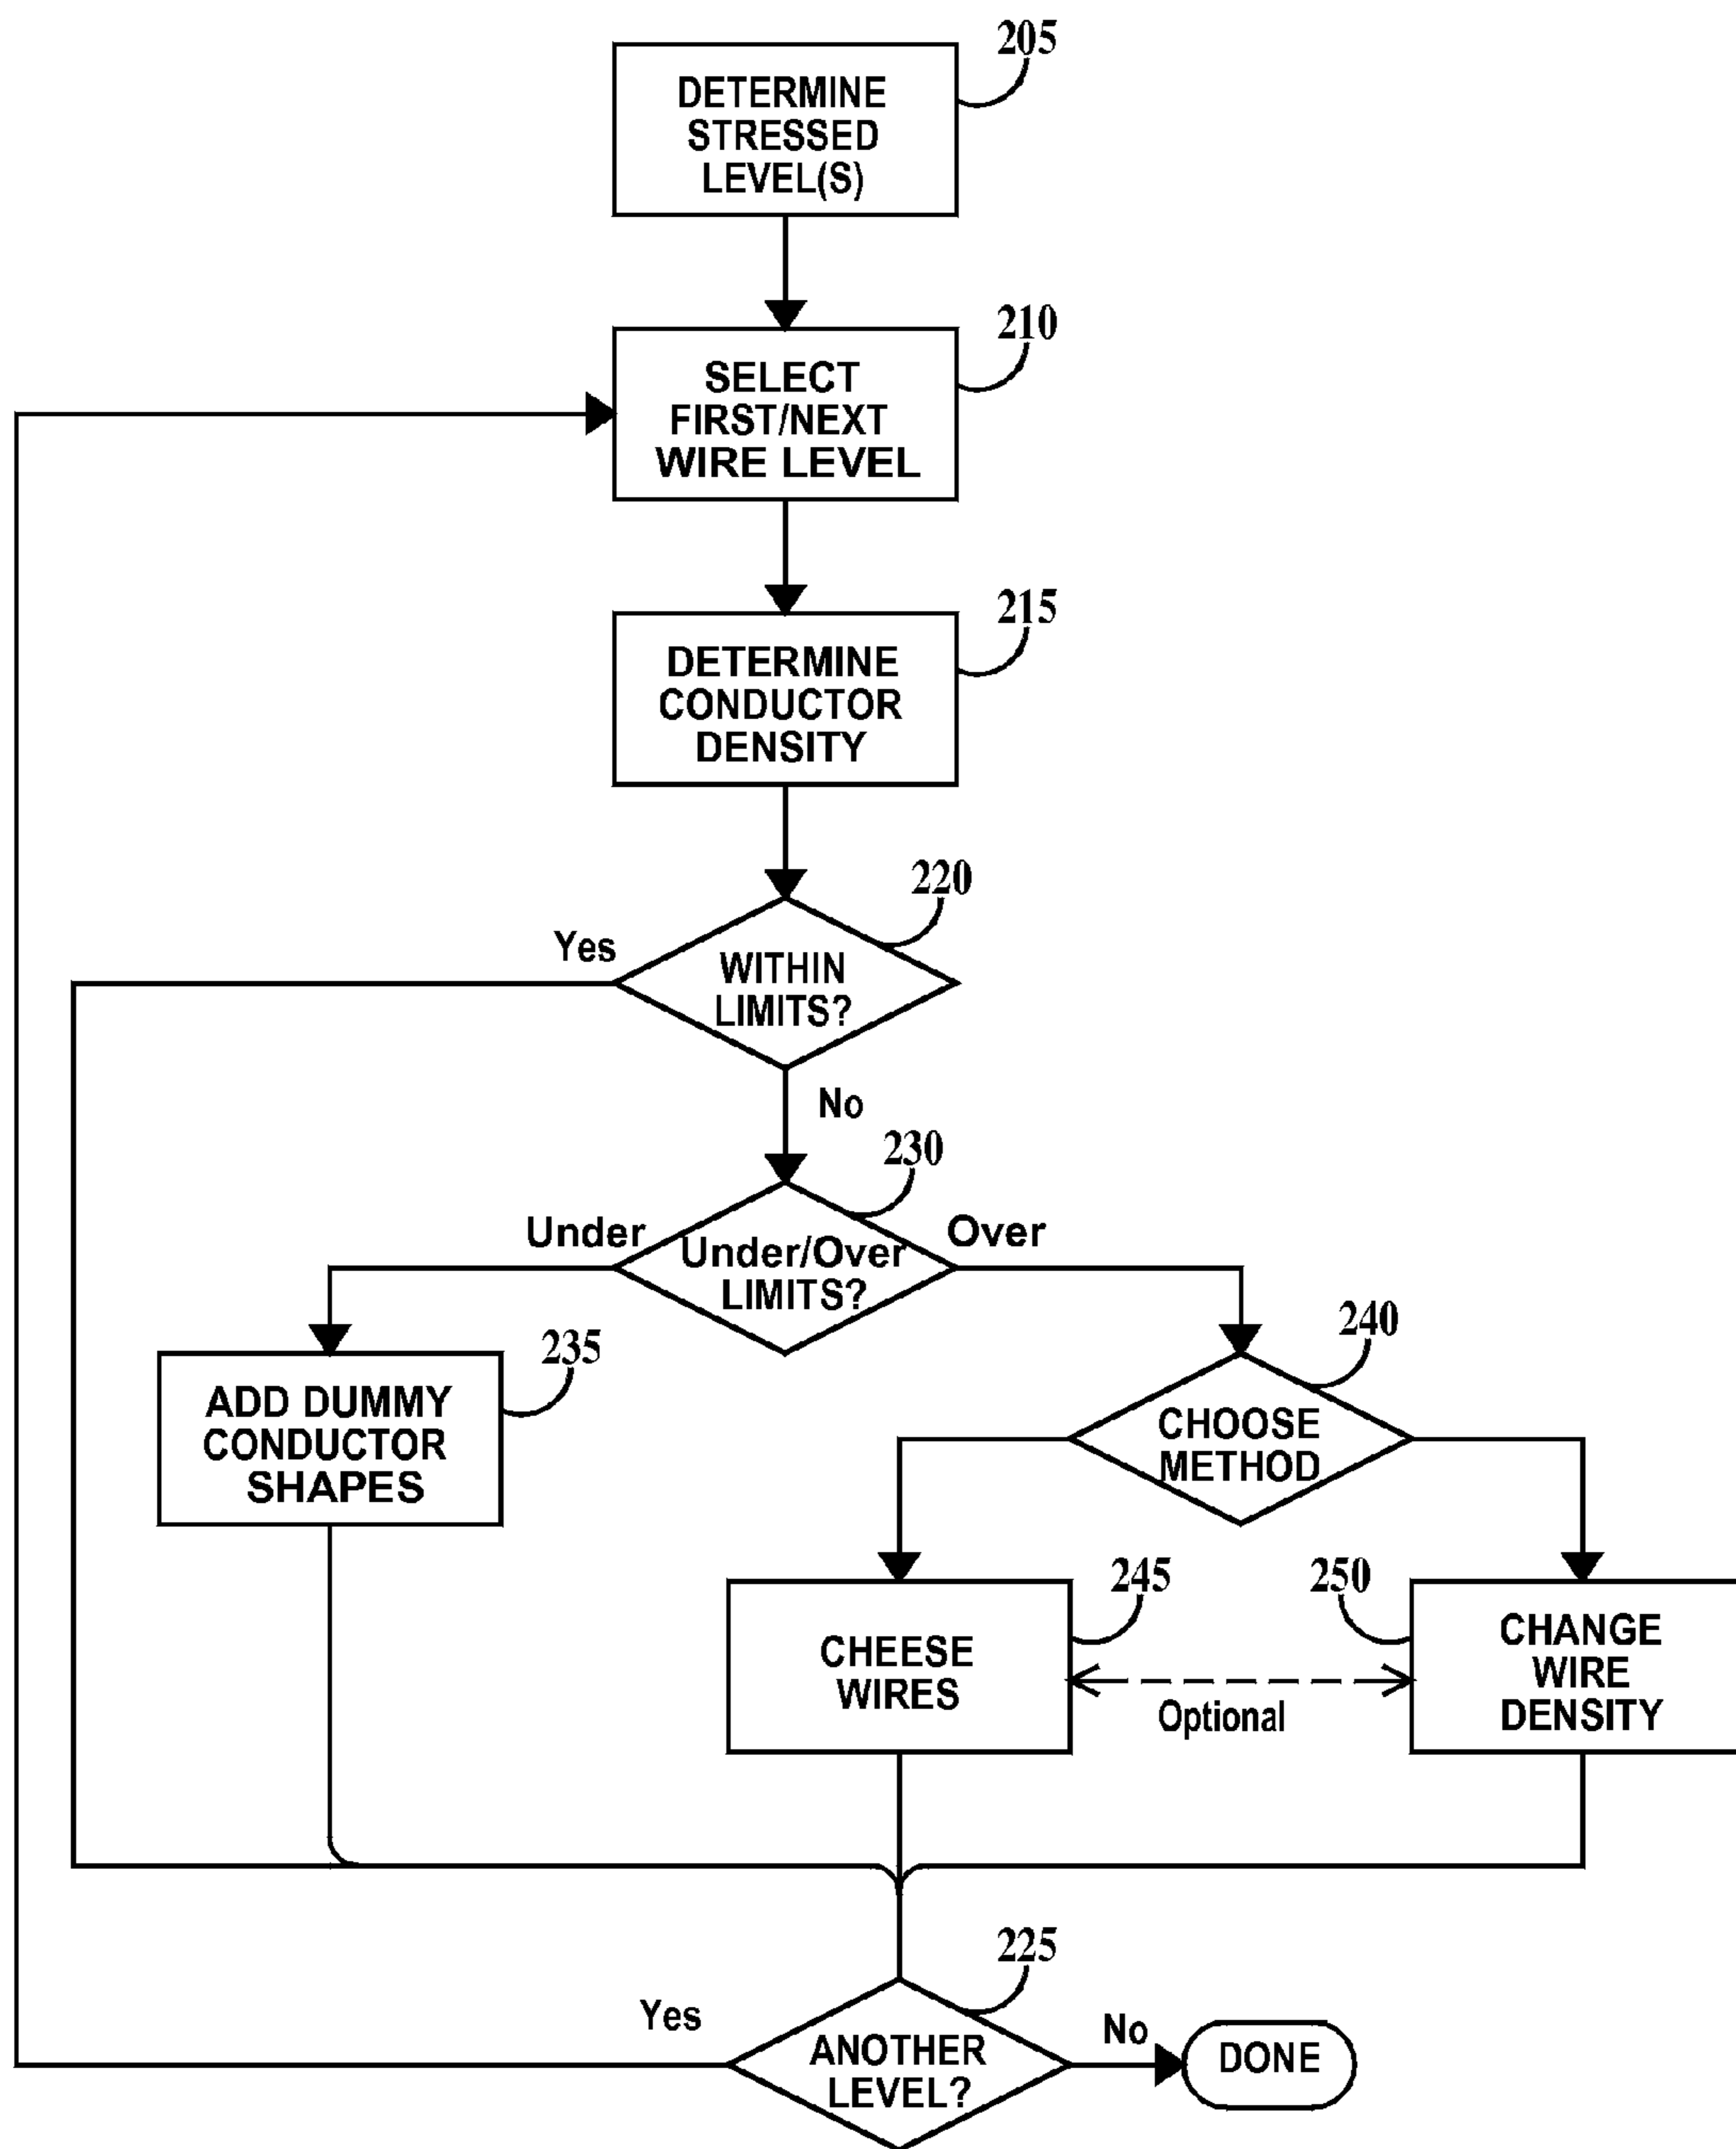 205
DETERMINE
STRESSED
LEVEL(S)
210
SELECT
FIRST/NEXT
WIRE LEVEL
215
DETERMINE
CONDUCTOR
DENSITY
220
Yes
WITHIN
LIMITS?
No
230
Under
Under/Over
LIMITS?
Over
235
ADD DUMMY
CONDUCTOR
SHAPES
240
CHOOSE
METHOD
245
CHEESE
WIRES
Optional
250
CHANGE
WIRE
DENSITY
225
Yes
ANOTHER
LEVEL?
No
DONE